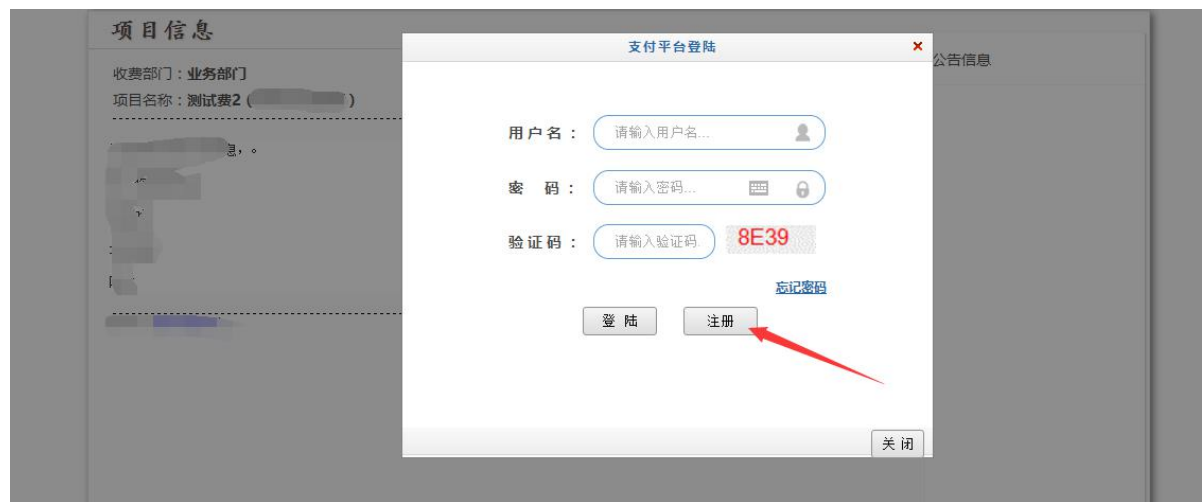 项目信息
收费部门：业务部门
项目名称：测试费2 ( )
息，。
支付平台登陆
公告信息
用户名：
请输入用户名...
密 码：
请输入密码...
验证码：
请输入验证码.
8E39
忘记密码
登 陆
注册
关 闭